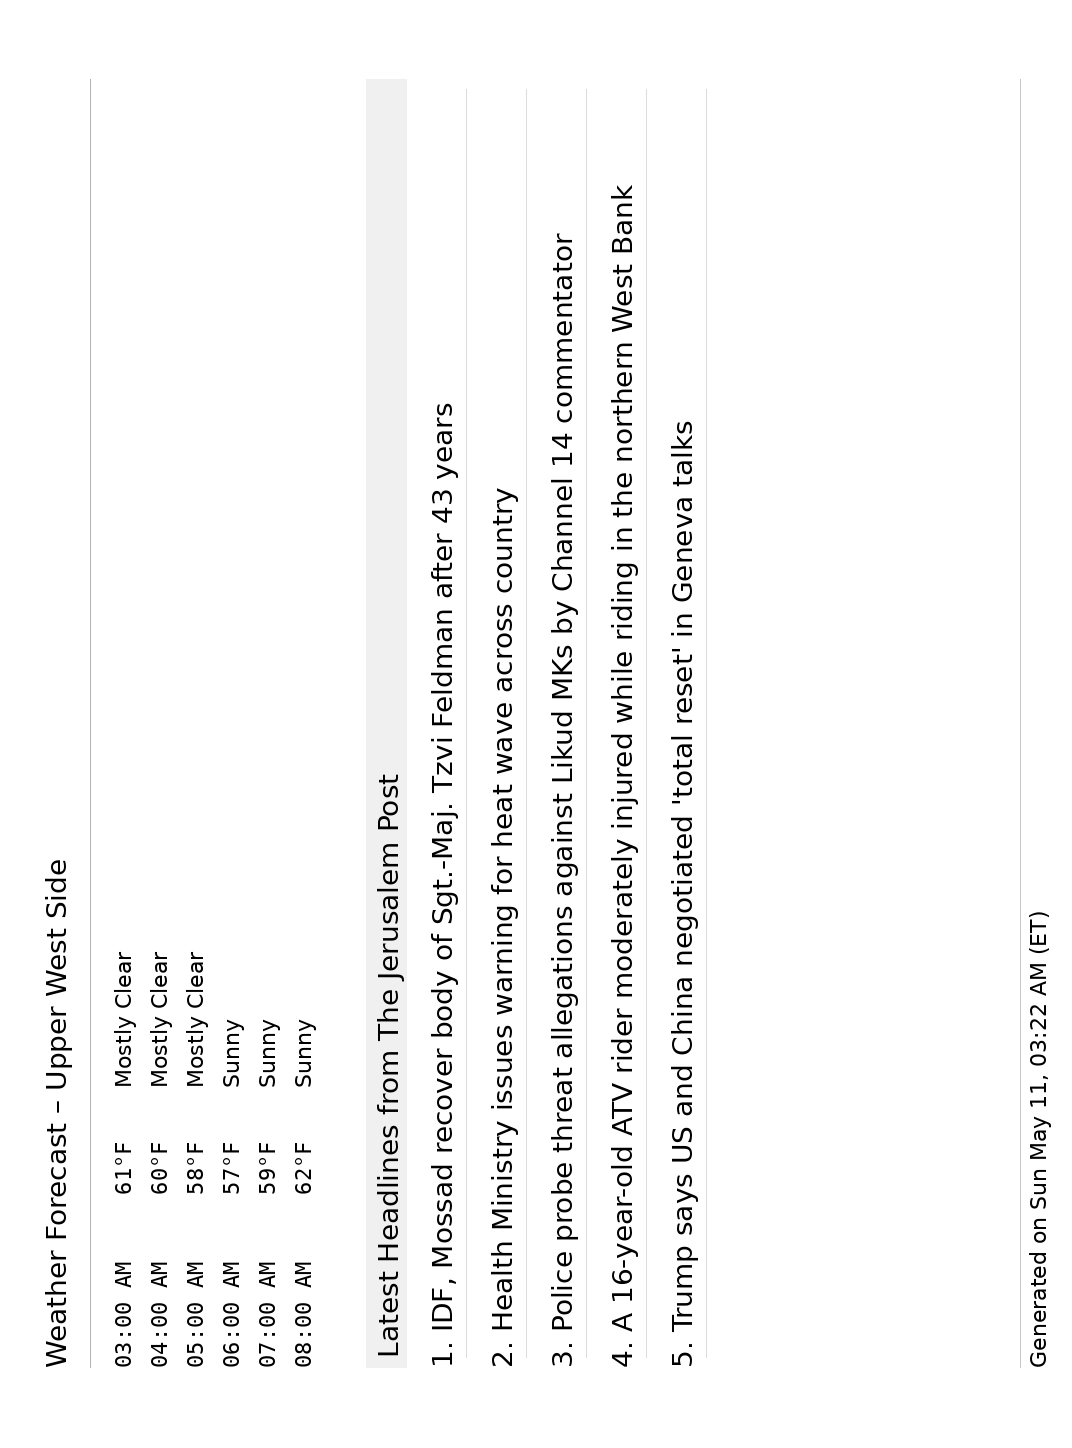 Weather Forecast – Upper West Side
03:00 AM 61°F Mostly Clear
04:00 AM 60°F Mostly Clear
05:00 AM 58°F Mostly Clear
06:00 AM 57°F Sunny
07:00 AM 59°F Sunny
08:00 AM 62°F Sunny
Latest Headlines from The Jerusalem Post
1. IDF, Mossad recover body of Sgt.-Maj. Tzvi Feldman after 43 years
2. Health Ministry issues warning for heat wave across country
3. Police probe threat allegations against Likud MKs by Channel 14 commentator
4. A 16-year-old ATV rider moderately injured while riding in the northern West Bank
5. Trump says US and China negotiated 'total reset' in Geneva talks
Generated on Sun May 11, 03:22 AM (ET)